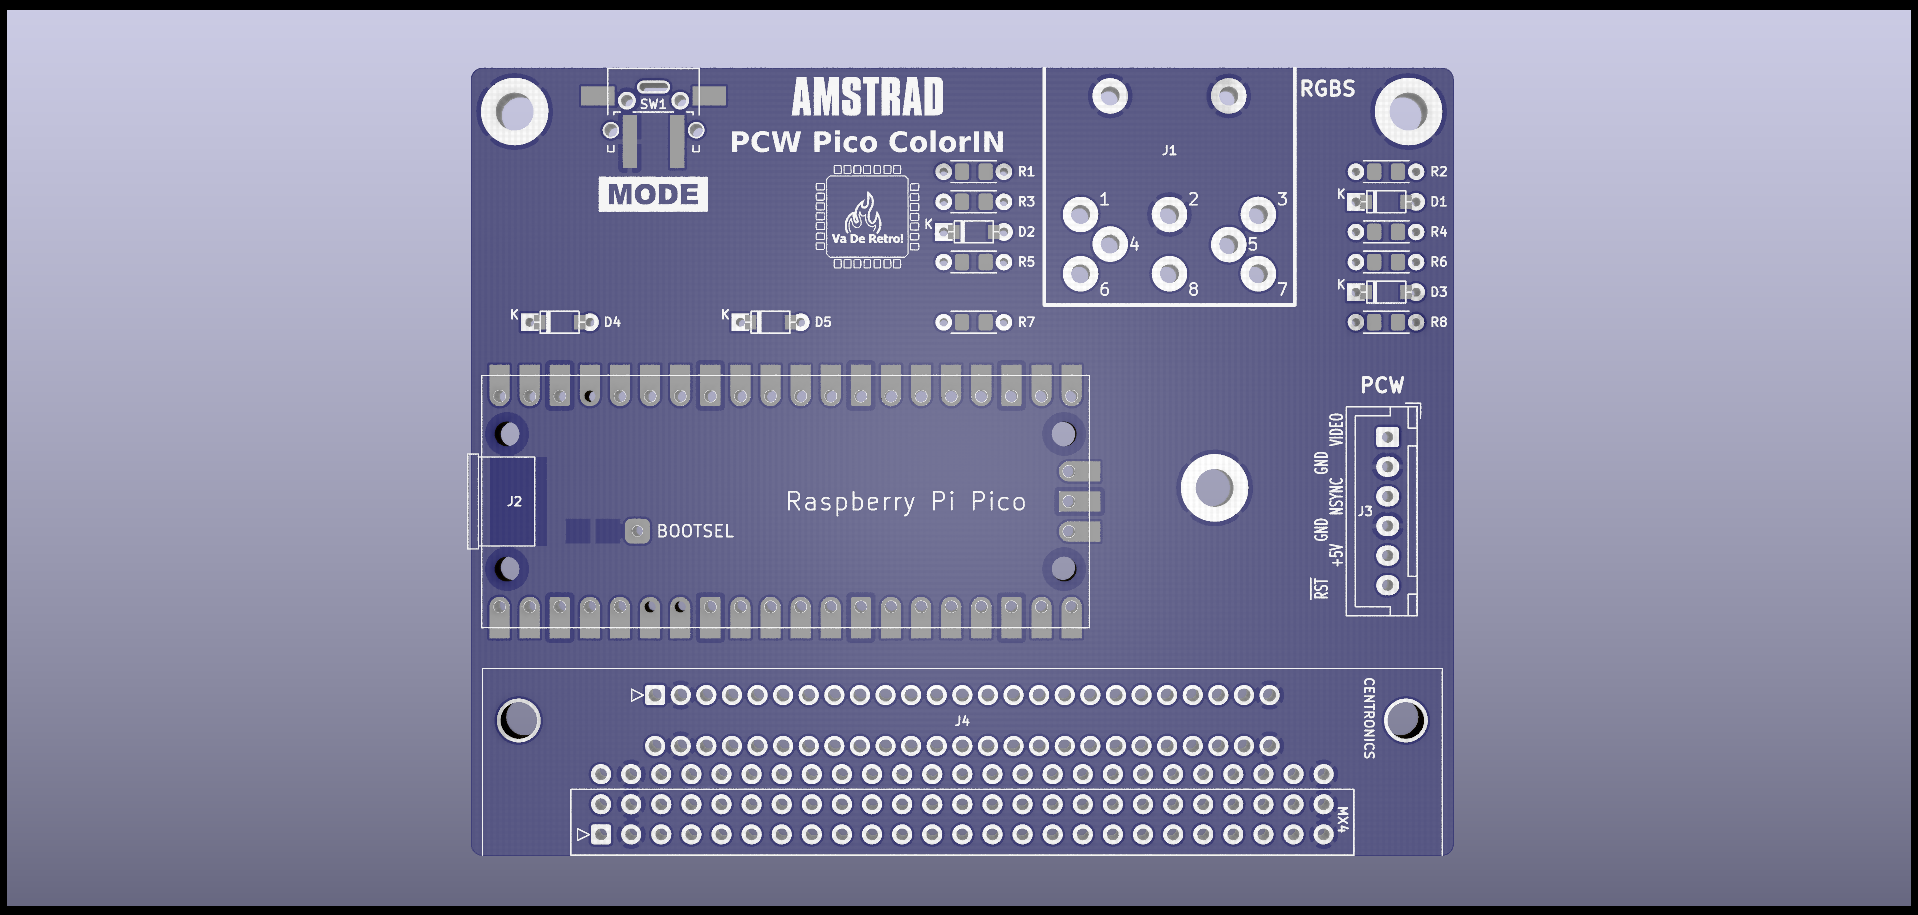 AMSTRAD
PCW Pico ColorIN
SW1
MODE
Va De Retro!
RGBS
J1
1
2
3
4
5
6
8
7
R1
R3
K
D2
R5
R7
R2
K
D1
R4
R6
K
D3
R8
K
D4
K
D5
PCW
VIDEO
GND
NSYNC
GND
+5V
RST
J3
J2
BOOTSEL
Raspberry Pi Pico
J4
CENTRONICS
MX4